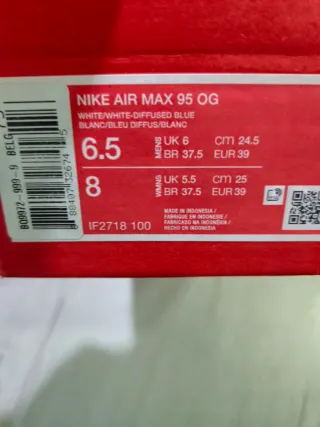 NIKE AIR MAX 95 OG
WHITE/WHITE-DIFFUSED BLUE
BLANC/BLEU DIFFUS/BLANC
6.5 MENS UK 6 cm 24.5
BR 37.5 EUR 39
8 WMNS UK 5.5 cm 25
BR 37.5 EUR 39
MADE IN INDONESIA /
FABRIQUÉ EN INDONÉSIE /
FABRICADO NA INDONÉSIA /
HECHO EN INDONESIA
IF2718 100